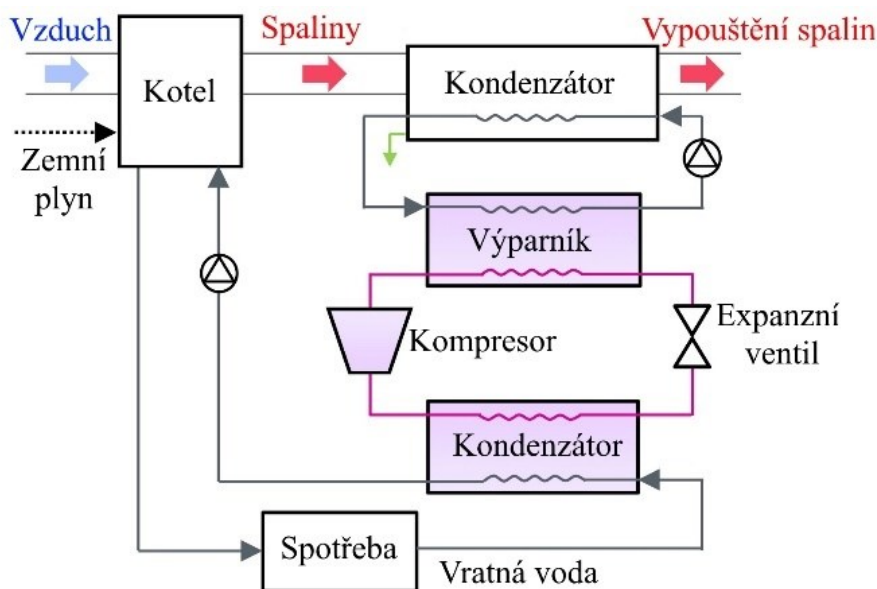 Vzduch
Spaliny
Vypouštění spalin
Kotel
Kondenzátor
Zemní
plyn
Výparník
Kompresor
Expanzní
ventil
Kondenzátor
Spotřeba
Vratná voda